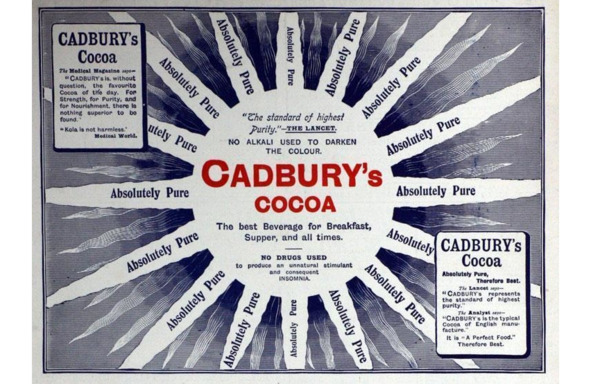 CADBURY's
Cocoa
The Medical Magazine says—
"CADBURY's is, without
question, the favourite
Cocoa of the day. For
Strength, for Purity, and
for Nourishment, there is
nothing superior to be
found."
"Kola is not harmless."
Medical World.
Absolutely Pure
Absolutely Pure
Absolutely Pure
Absolutely Pure
Absolutely Pure
utely Pure
Absolutely Pure
"The standard of highest
Purity."—THE LANCET.
NO ALKALI USED TO DARKEN
THE COLOUR.
CADBURY's
COCOA
The best Beverage for Breakfast,
Supper, and all times.
NO DRUGS USED
to produce an unnatural stimulant
and consequent
INSOMNIA.
Absolutely Pure
Absolutely Pure
Absolutely Pure
Absolutely
Absolutely Pure
Absolutely Pure
Absolutely Pure
Absolutely Pure
Absolutely Pure
Absolutely Pure
CADBURY's
Cocoa
Absolutely Pure,
Therefore Best.
The Lancet says—
"CADBURY's represents
the standard of highest
purity."
The Analyst says—
"CADBURY's is the typical
Cocoa of English manu-
facture."
It is "A Perfect Food."
Therefore Best.